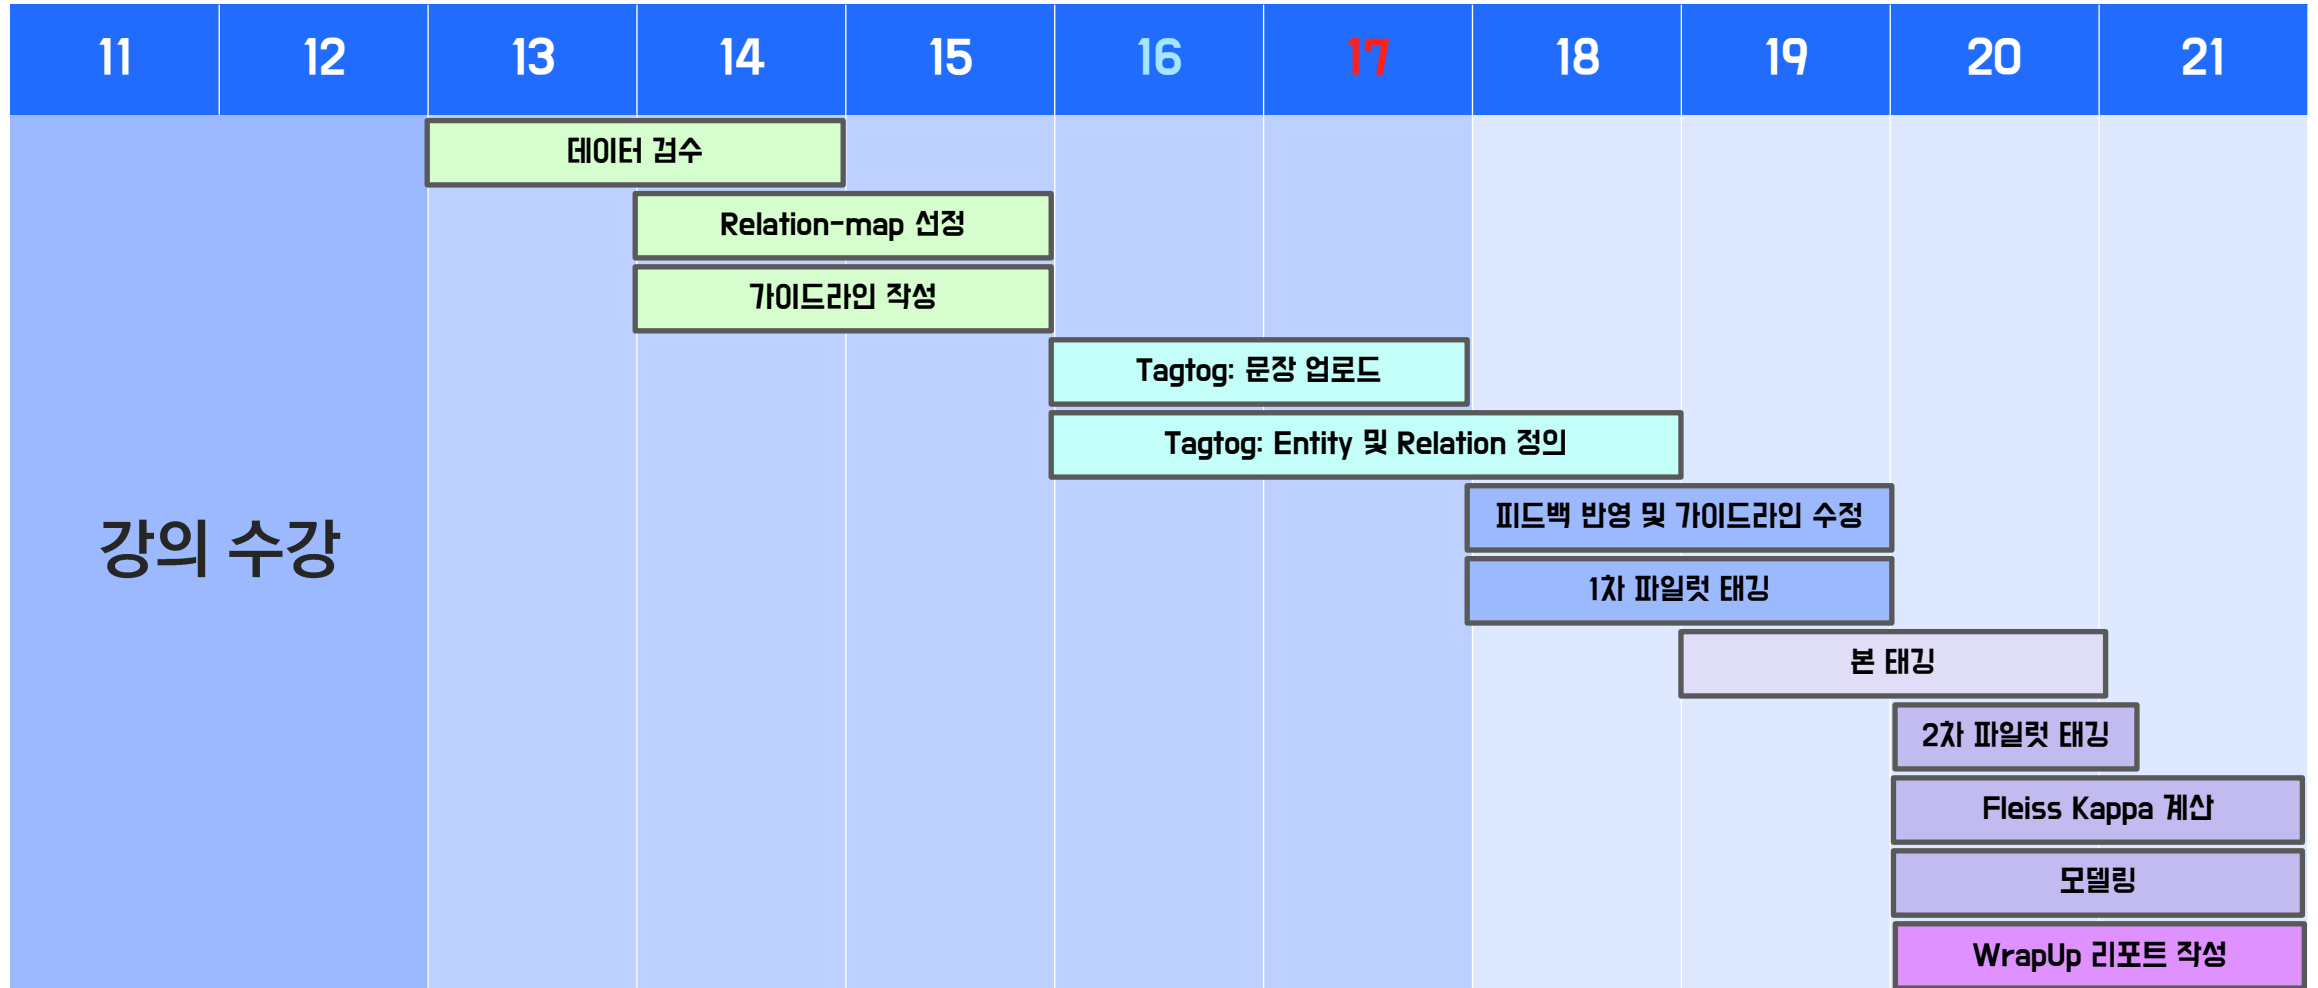 11 12 13 14 15 16 17 18 19 20 21
데이터 검수
Relation-map 선정
가이드라인 작성
Tagtog: 문장 업로드
Tagtog: Entity 및 Relation 정의
강의 수강
피드백 반영 및 가이드라인 수정
1차 파일럿 태깅
본 태깅
2차 파일럿 태깅
Fleiss Kappa 계산
모델링
WrapUp 리포트 작성